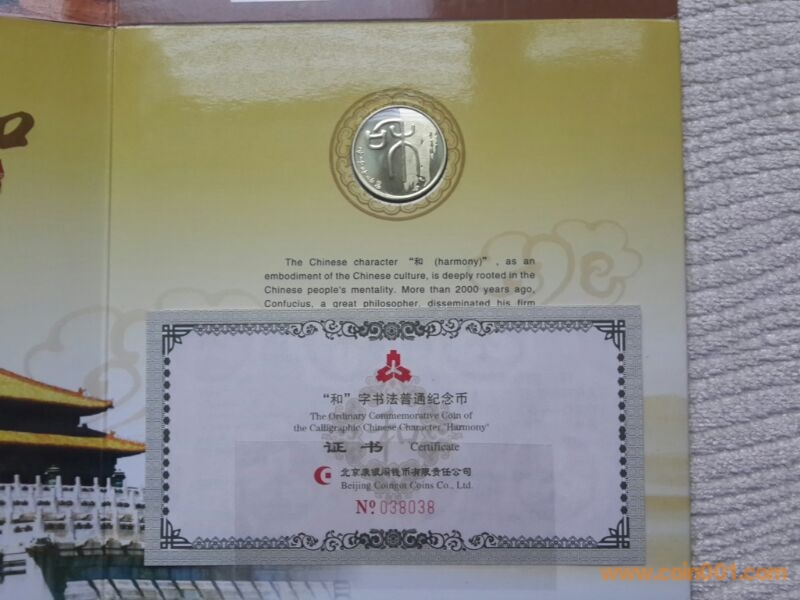 The Chinese character "和 (harmony)", as an
embodiment of the Chinese culture, is deeply rooted in the
Chinese people's mentality. More than 2000 years ago,
Confucius, a great philosopher, disseminated his firm
"和"字书法普通纪念币
The Ordinary Commemorative Coin of
the Calligraphic Chinese Character "Harmony"
证书 Certificate
北京康银阁钱币有限责任公司
Beijing Coingot Coins Co., Ltd.
Nº 038038
www.coin001.com